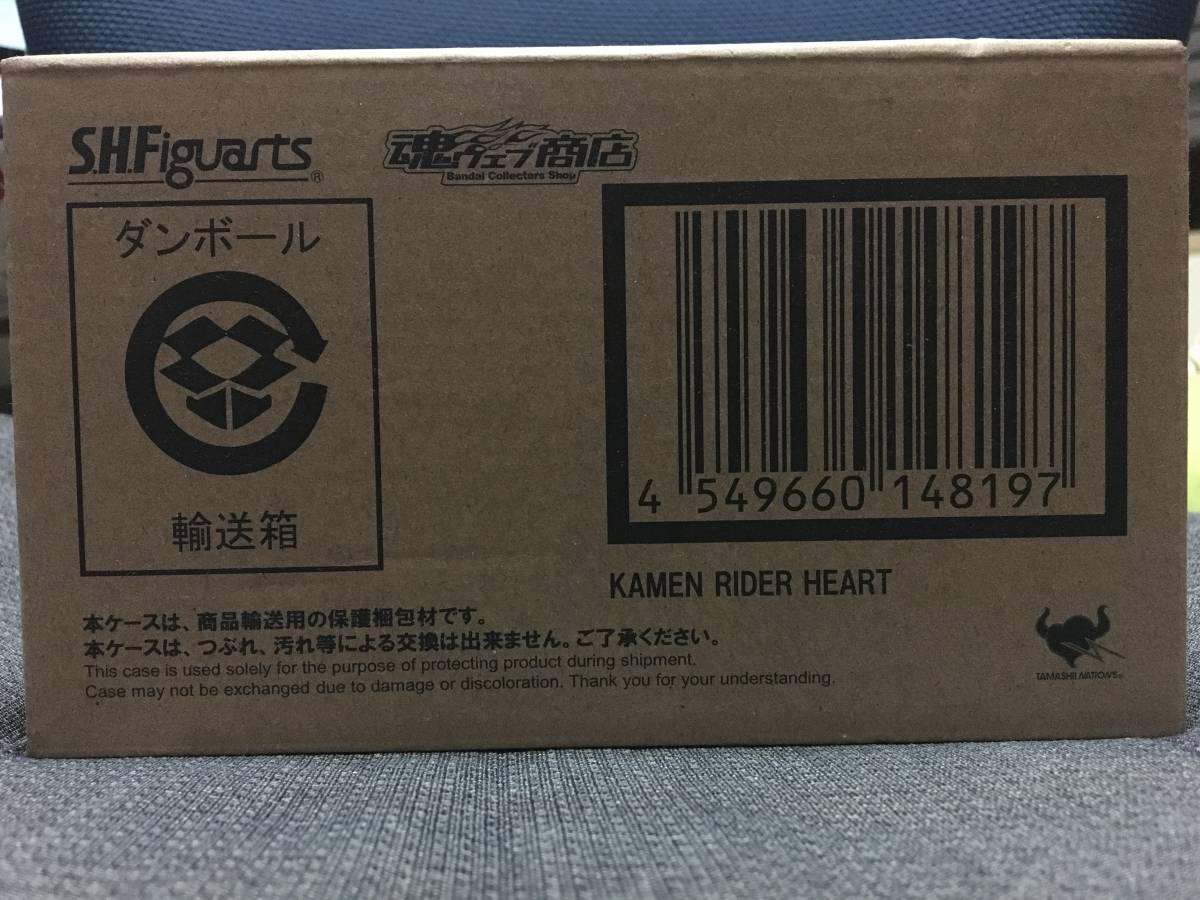 S.H.Figuarts®
魂ウェブ商店
Bandai Collectors Shop
ダンボール
輸送箱
4 549660 148197
KAMEN RIDER HEART
本ケースは、商品輸送用の保護梱包材です。
本ケースは、つぶれ、汚れ等による交換は出来ません。ご了承ください。
This case is used solely for the purpose of protecting product during shipment.
Case may not be exchanged due to damage or discoloration. Thank you for your understanding.
TAMASHII NATIONS®